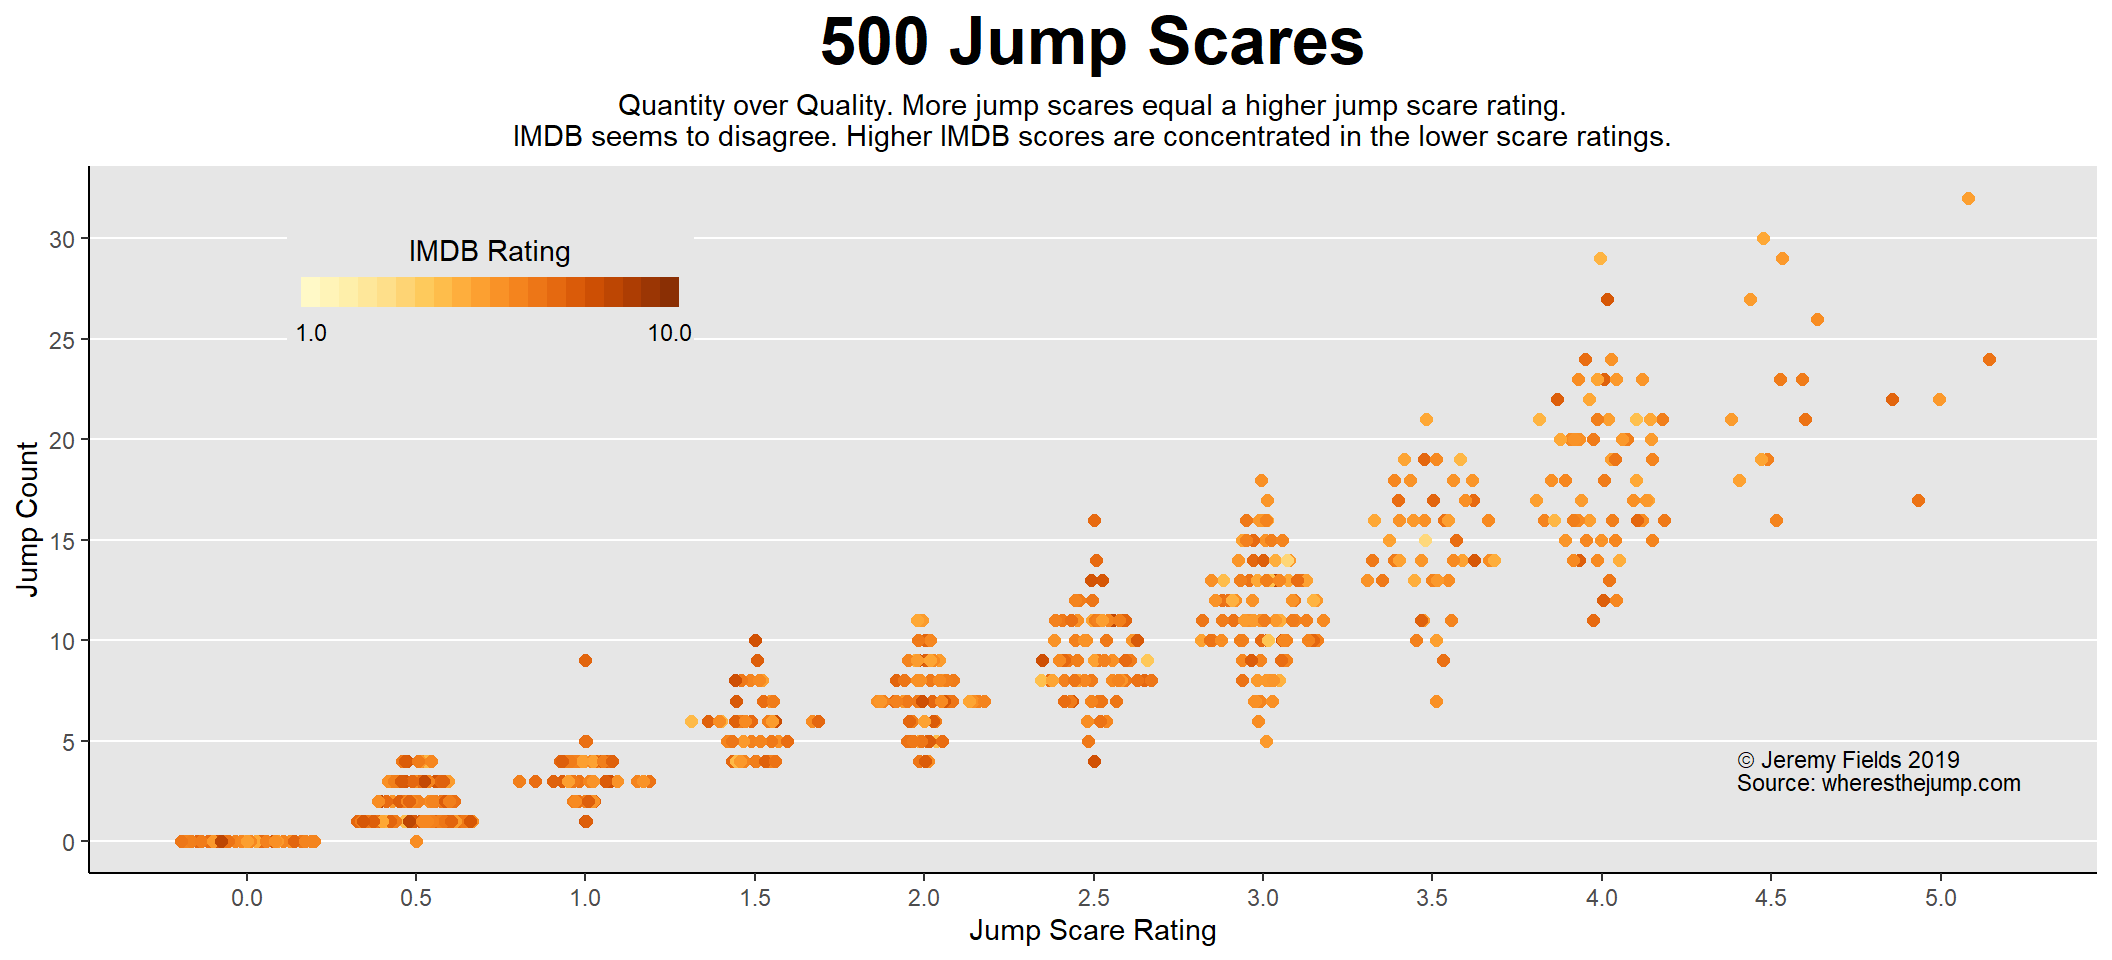 500 Jump Scares
Quantity over Quality. More jump scares equal a higher jump scare rating.
IMDB seems to disagree. Higher IMDB scores are concentrated in the lower scare ratings.
IMDB Rating
1.0 10.0
30
25
20
15
10
5
0
Jump Count
© Jeremy Fields 2019
Source: wheresthejump.com
0.0 0.5 1.0 1.5 2.0 2.5 3.0 3.5 4.0 4.5 5.0
Jump Scare Rating